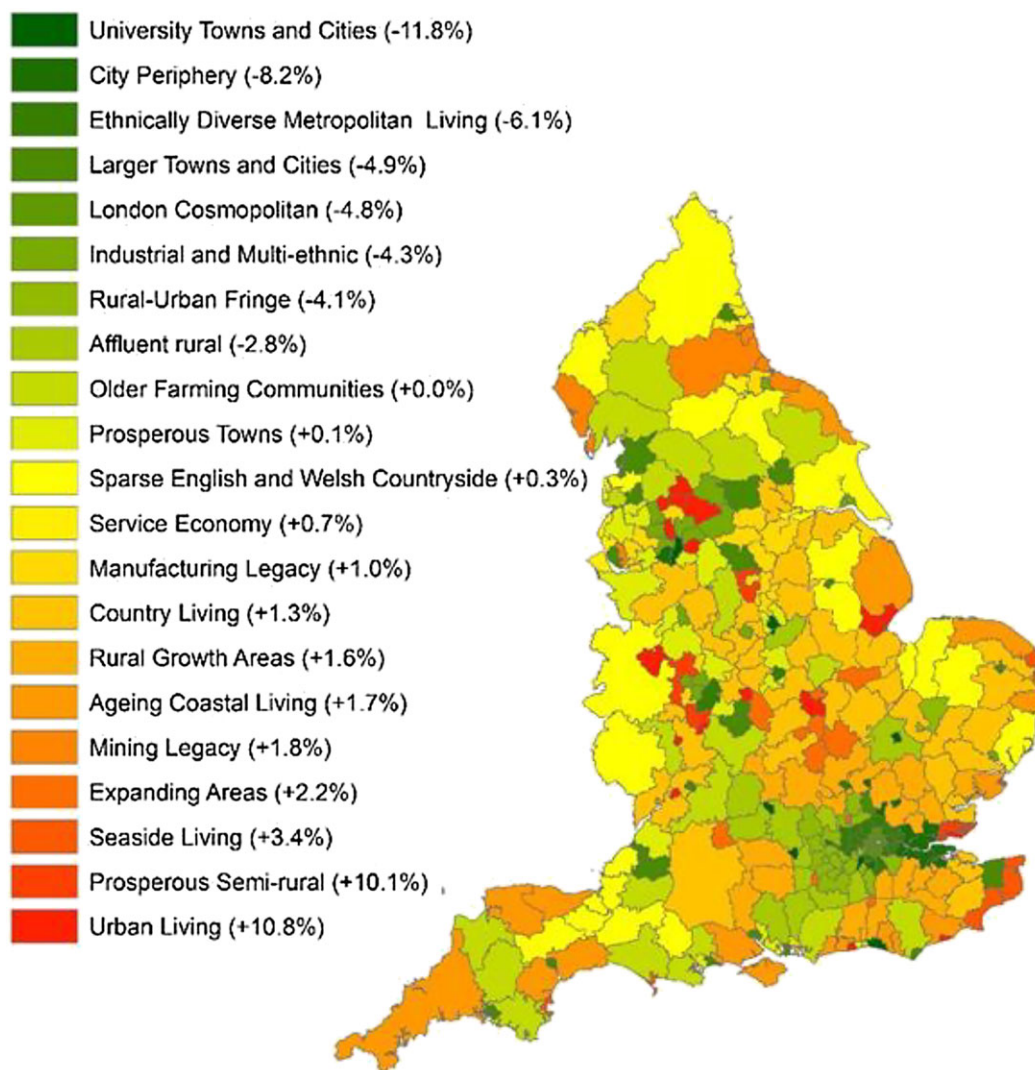 University Towns and Cities (-11.8%)
City Periphery (-8.2%)
Ethnically Diverse Metropolitan Living (-6.1%)
Larger Towns and Cities (-4.9%)
London Cosmopolitan (-4.8%)
Industrial and Multi-ethnic (-4.3%)
Rural-Urban Fringe (-4.1%)
Affluent rural (-2.8%)
Older Farming Communities (+0.0%)
Prosperous Towns (+0.1%)
Sparse English and Welsh Countryside (+0.3%)
Service Economy (+0.7%)
Manufacturing Legacy (+1.0%)
Country Living (+1.3%)
Rural Growth Areas (+1.6%)
Ageing Coastal Living (+1.7%)
Mining Legacy (+1.8%)
Expanding Areas (+2.2%)
Seaside Living (+3.4%)
Prosperous Semi-rural (+10.1%)
Urban Living (+10.8%)